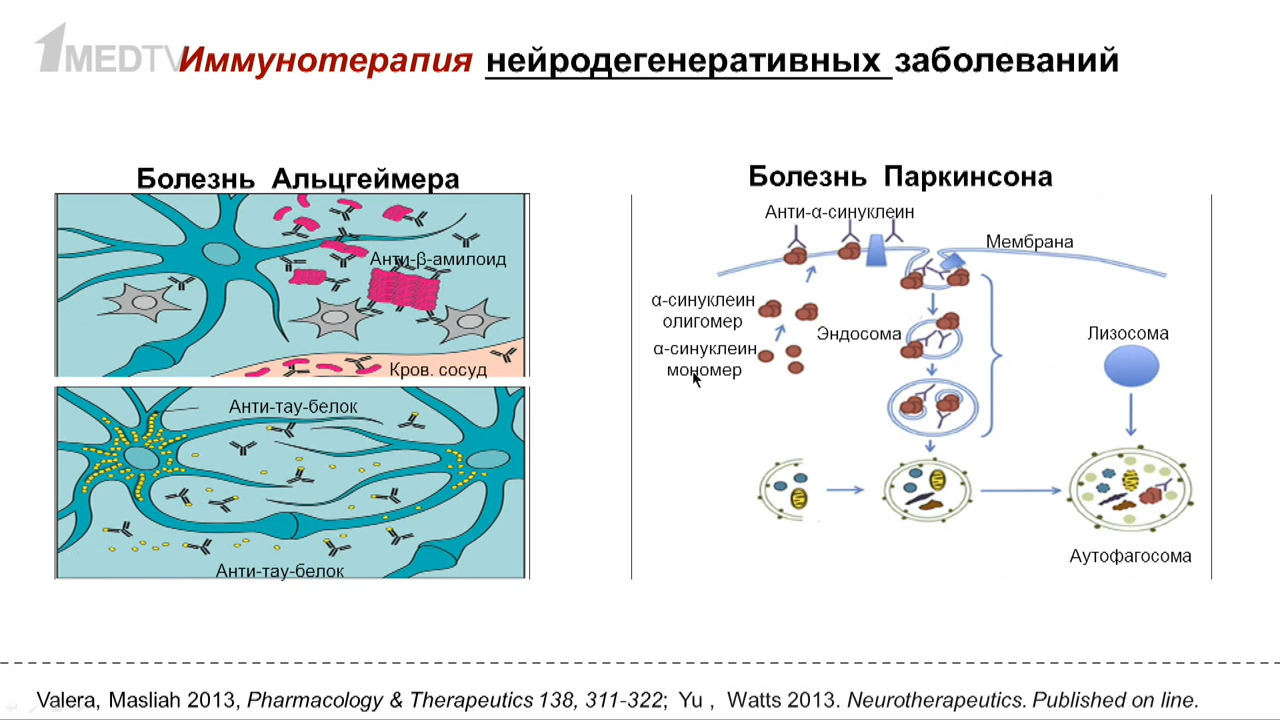 1MEDTV
Иммунотерапия нейродегенеративных заболеваний
Болезнь Альцгеймера
Анти-β-амилоид
Кров. сосуд
Анти-тау-белок
Анти-тау-белок
Болезнь Паркинсона
Анти-α-синуклеин
Мембрана
α-синуклеин
олигомер
Эндосома
Лизосома
α-синуклеин
мономер
Аутофагосома
Valera, Masliah 2013, Pharmacology & Therapeutics 138, 311-322; Yu , Watts 2013. Neurotherapeutics. Published on line.